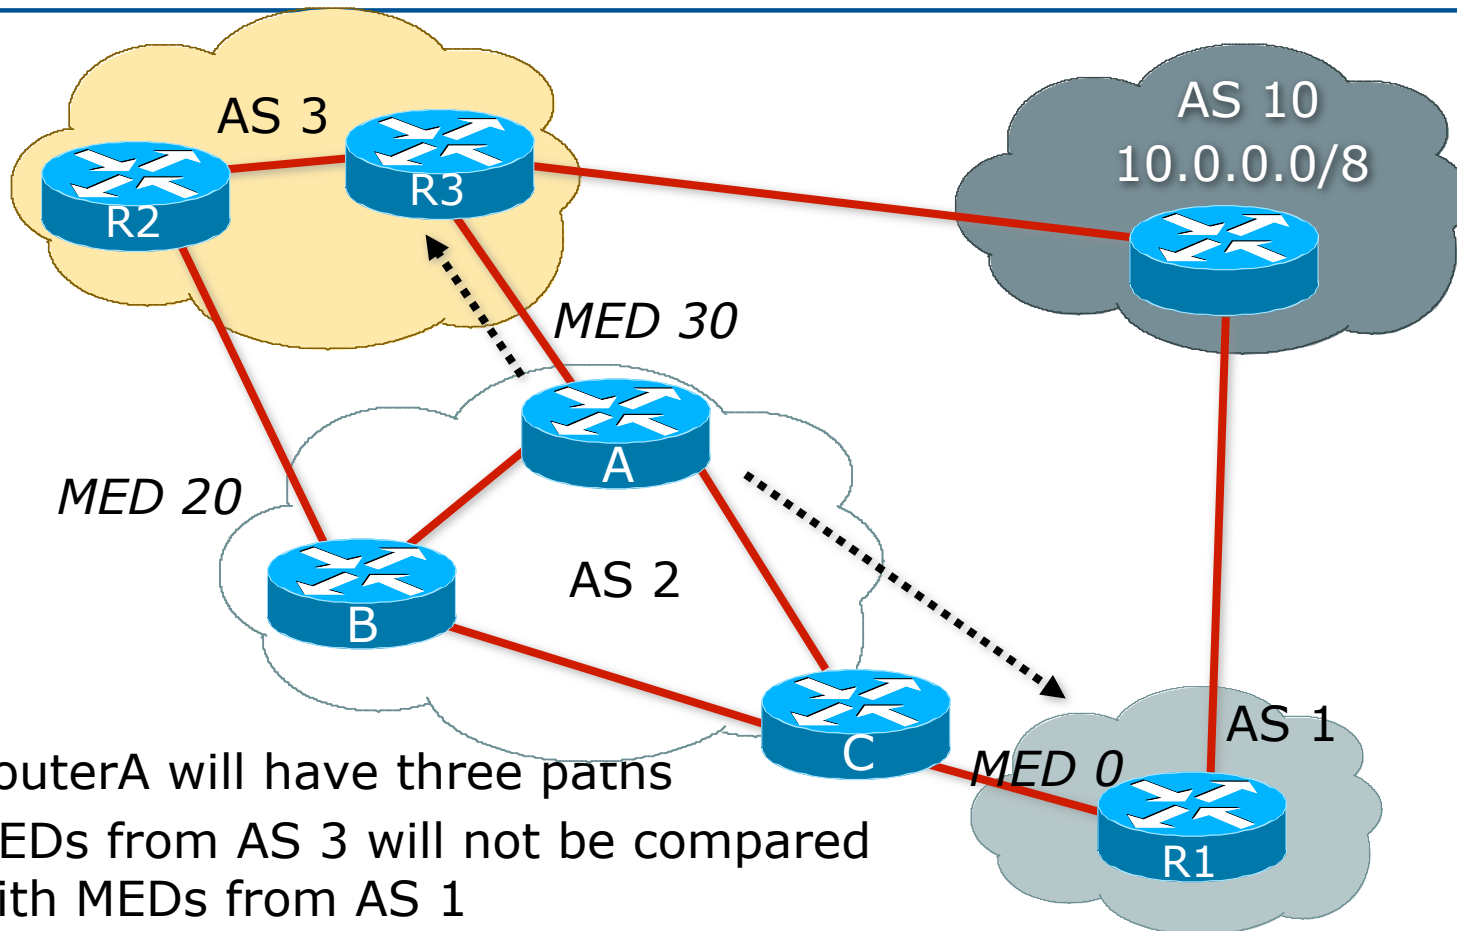 AS 3
AS 10
10.0.0.0/8
R3
R2
MED 30
A
MED 20
AS 2
B
AS 1
C
MED 0
outerA will have three paths
EDs from AS 3 will not be compared
ith MEDs from AS 1
R1